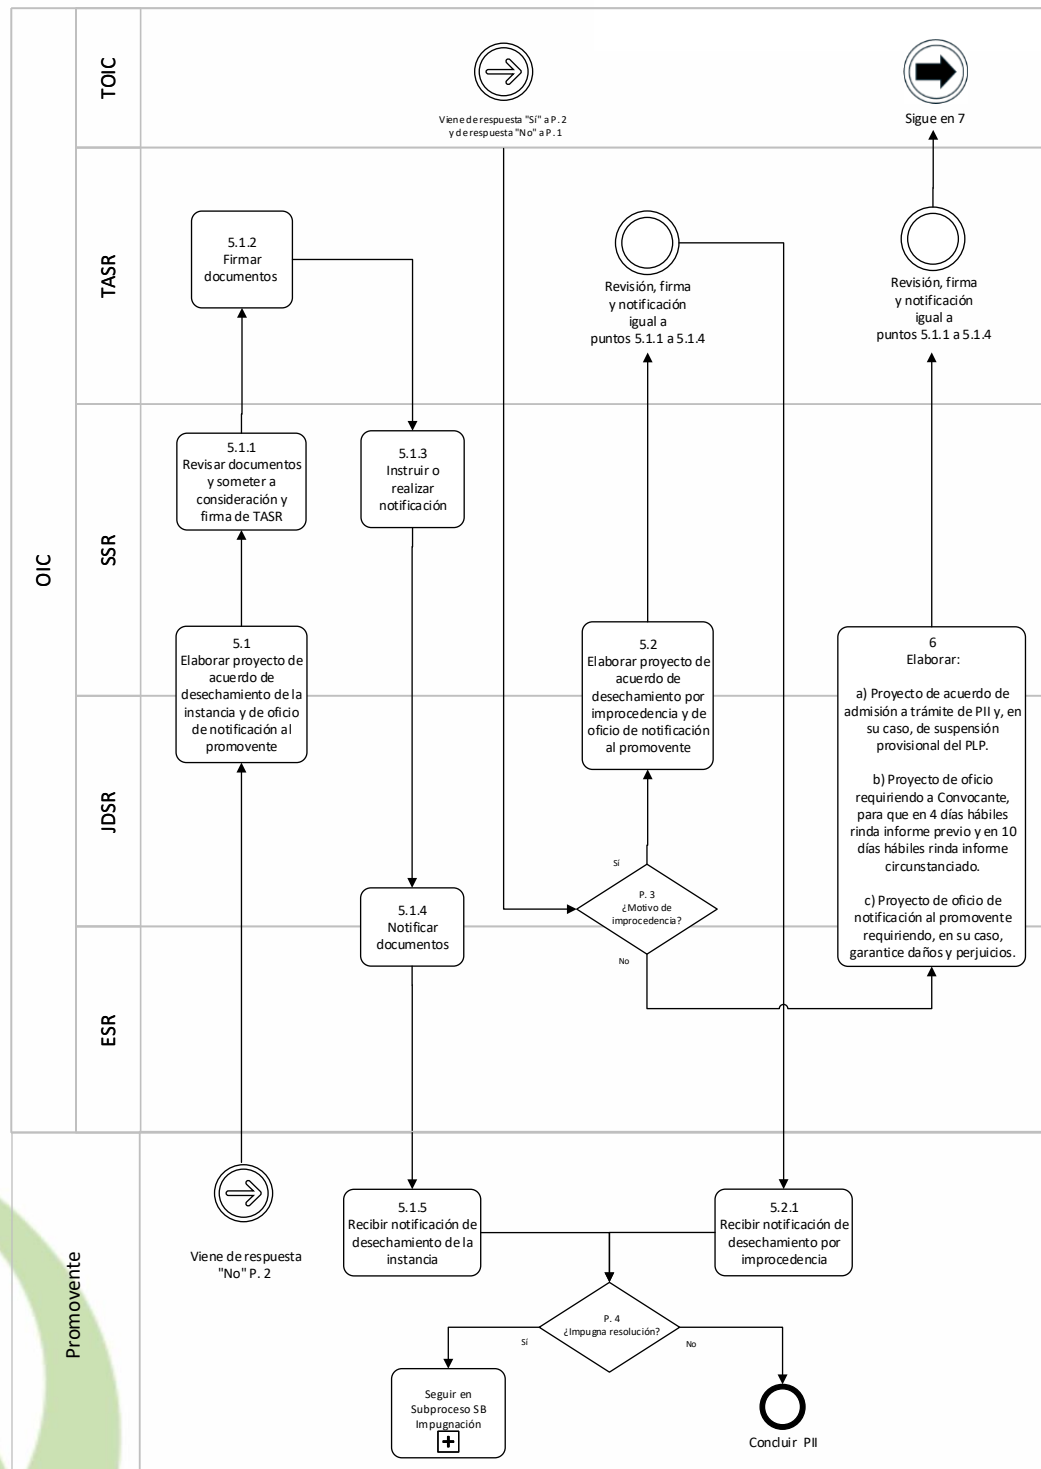 OIC
TOIC
Viene de respuesta "Sí" a P. 2
y de respuesta "No" a P. 1
Sigue en 7
TASR
5.1.2
Firmar
documentos
Revisión, firma
y notificación
igual a
puntos 5.1.1 a 5.1.4
Revisión, firma
y notificación
igual a
puntos 5.1.1 a 5.1.4
SSR
5.1.1
Revisar documentos
y someter a
consideración y
firma de TASR
5.1.3
Instruir o
realizar
notificación
5.1
Elaborar proyecto de
acuerdo de
desechamiento de la
instancia y de oficio
de notificación al
promovente
5.2
Elaborar proyecto de
acuerdo de
desechamiento por
improcedencia y de
oficio de notificación
al promovente
6
Elaborar:
a) Proyecto de acuerdo de
admisión a trámite de PII y, en
su caso, de suspensión
provisional del PLP.
b) Proyecto de oficio
requiriendo a Convocante,
para que en 4 días hábiles
rinda informe previo y en 10
días hábiles rinda informe
circunstanciado.
c) Proyecto de oficio de
notificación al promovente
requiriendo, en su caso,
garantice daños y perjuicios.
JDSR
Sí
P. 3
¿Motivo de
improcedencia?
No
5.1.4
Notificar
documentos
ESR
Promovente
Viene de respuesta
"No" P. 2
5.1.5
Recibir notificación de
desechamiento de la
instancia
5.2.1
Recibir notificación de
desechamiento por
improcedencia
P. 4
¿Impugna resolución?
Sí
No
Seguir en
Subproceso SB
Impugnación
Concluir PII